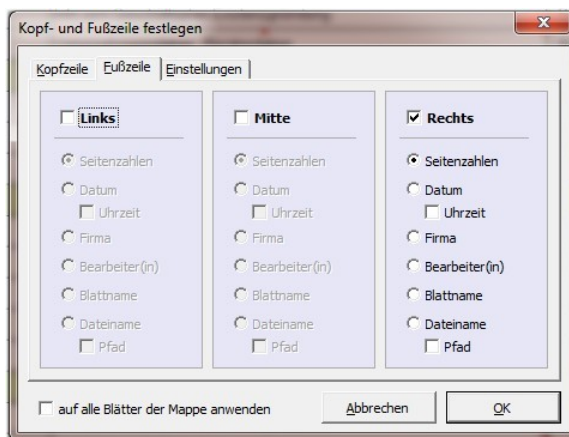 Kopf- und Fußzeile festlegen
Kopfzeile Fußzeile Einstellungen
Links
Seitenzahlen
Datum
Uhrzeit
Firma
Bearbeiter(in)
Blattname
Dateiname
Pfad
Mitte
Seitenzahlen
Datum
Uhrzeit
Firma
Bearbeiter(in)
Blattname
Dateiname
Pfad
Rechts
Seitenzahlen
Datum
Uhrzeit
Firma
Bearbeiter(in)
Blattname
Dateiname
Pfad
auf alle Blätter der Mappe anwenden
Abbrechen
OK